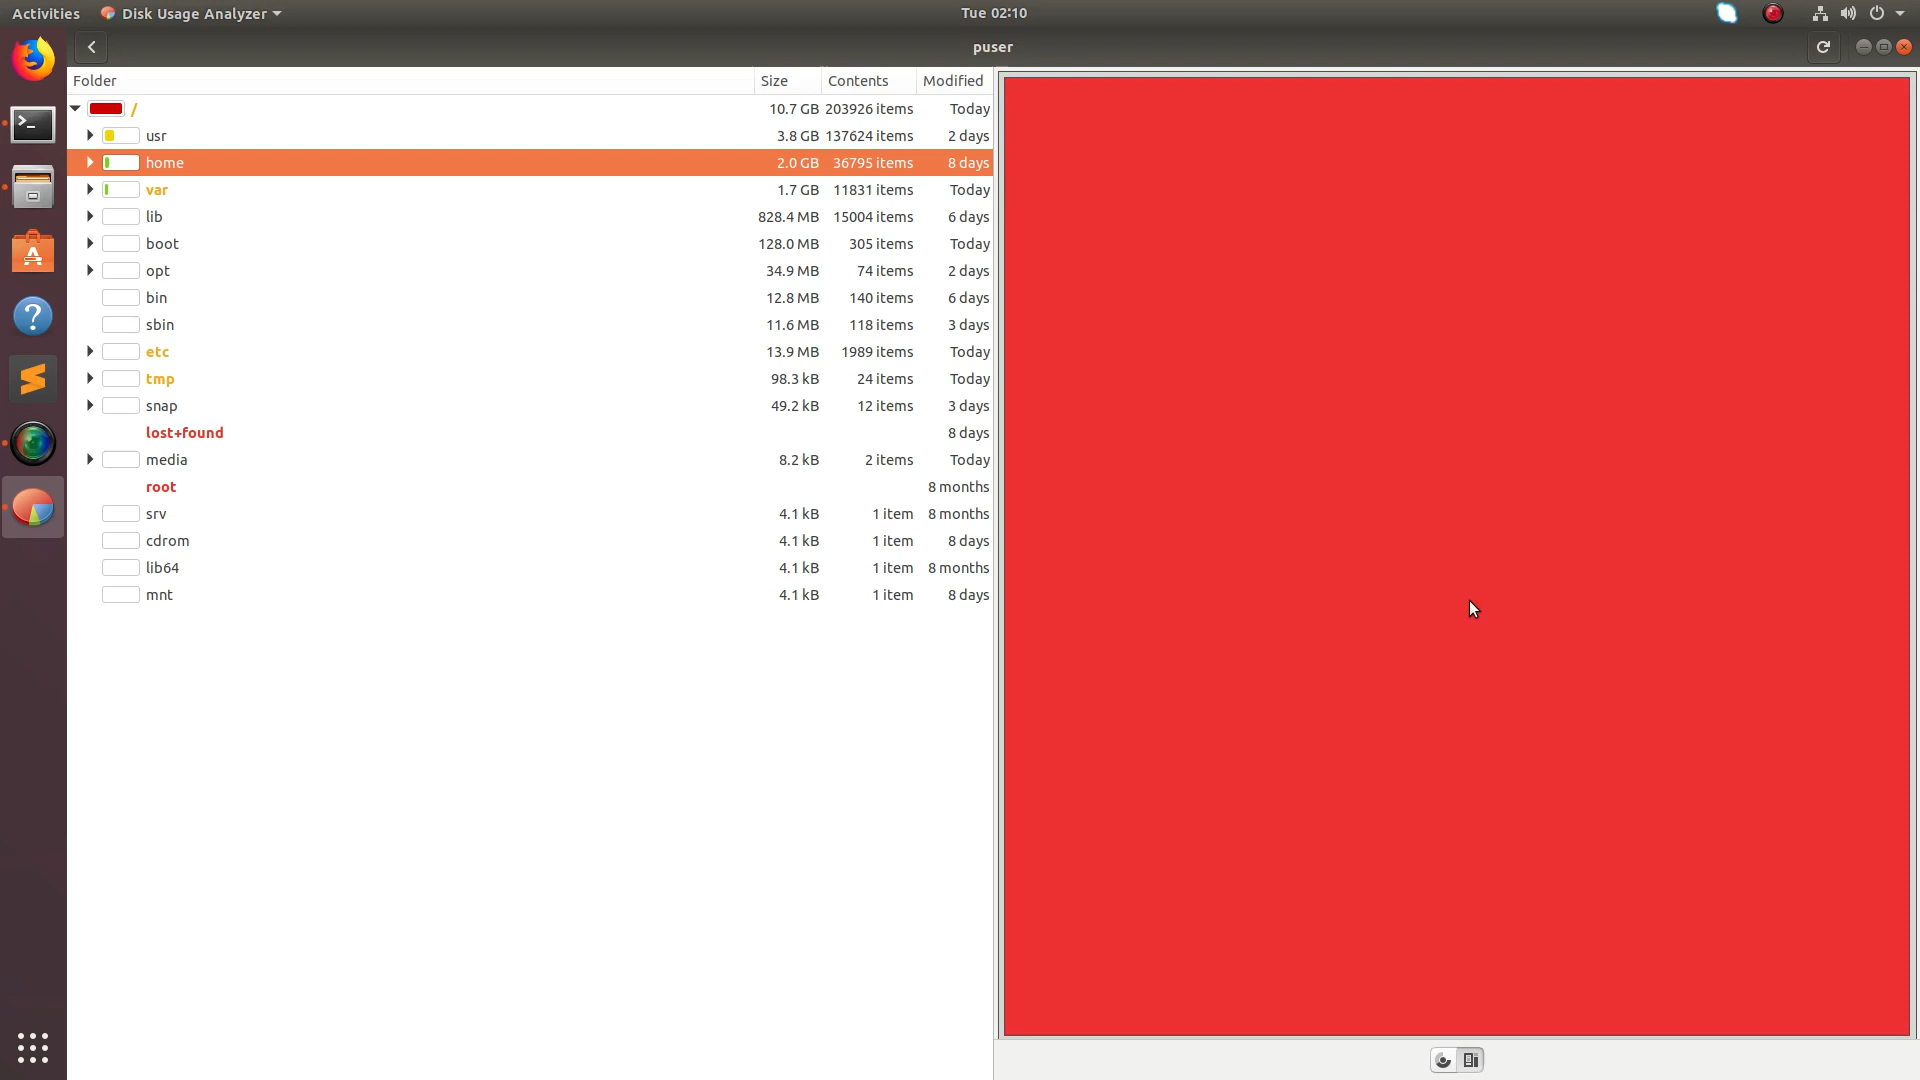 Activities Disk Usage Analyzer Tue 02:10
puser
Folder Size Contents Modified
/ 10.7 GB 203926 items Today
usr 3.8 GB 137624 items 2 days
home 2.0 GB 36795 items 8 days
var 1.7 GB 11831 items Today
lib 828.4 MB 15004 items 6 days
boot 128.0 MB 305 items Today
opt 34.9 MB 74 items 2 days
bin 12.8 MB 140 items 6 days
sbin 11.6 MB 118 items 3 days
etc 13.9 MB 1989 items Today
tmp 98.3 kB 24 items Today
snap 49.2 kB 12 items 3 days
lost+found 8 days
media 8.2 kB 2 items Today
root 8 months
srv 4.1 kB 1 item 8 months
cdrom 4.1 kB 1 item 8 days
lib64 4.1 kB 1 item 8 months
mnt 4.1 kB 1 item 8 days